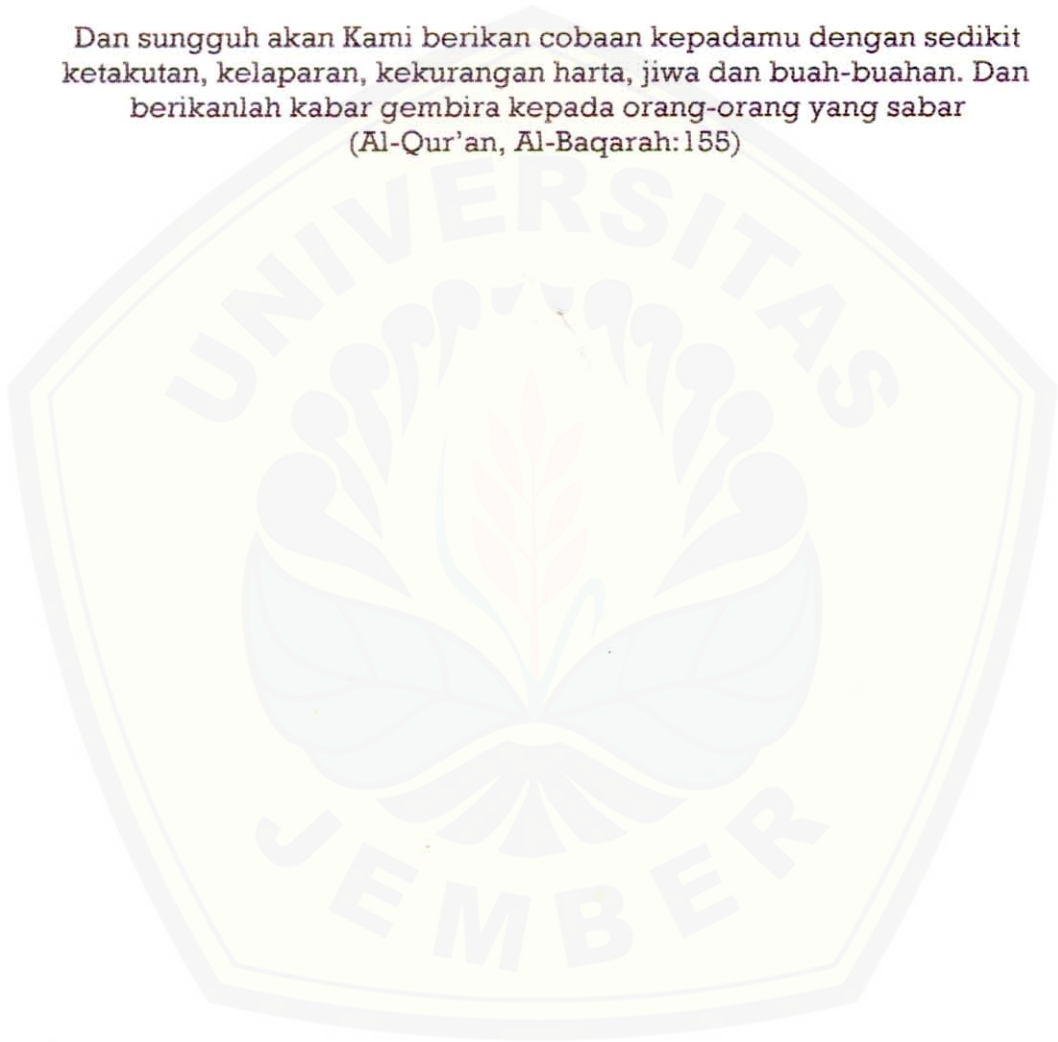 Dan sungguh akan Kami berikan cobaan kepadamu dengan sedikit
ketakutan, kelaparan, kekurangan harta, jiwa dan buah-buahan. Dan
berikanlah kabar gembira kepada orang-orang yang sabar
(Al-Qur'an, Al-Baqarah:155)
UNIVERSITAS
JEMBER